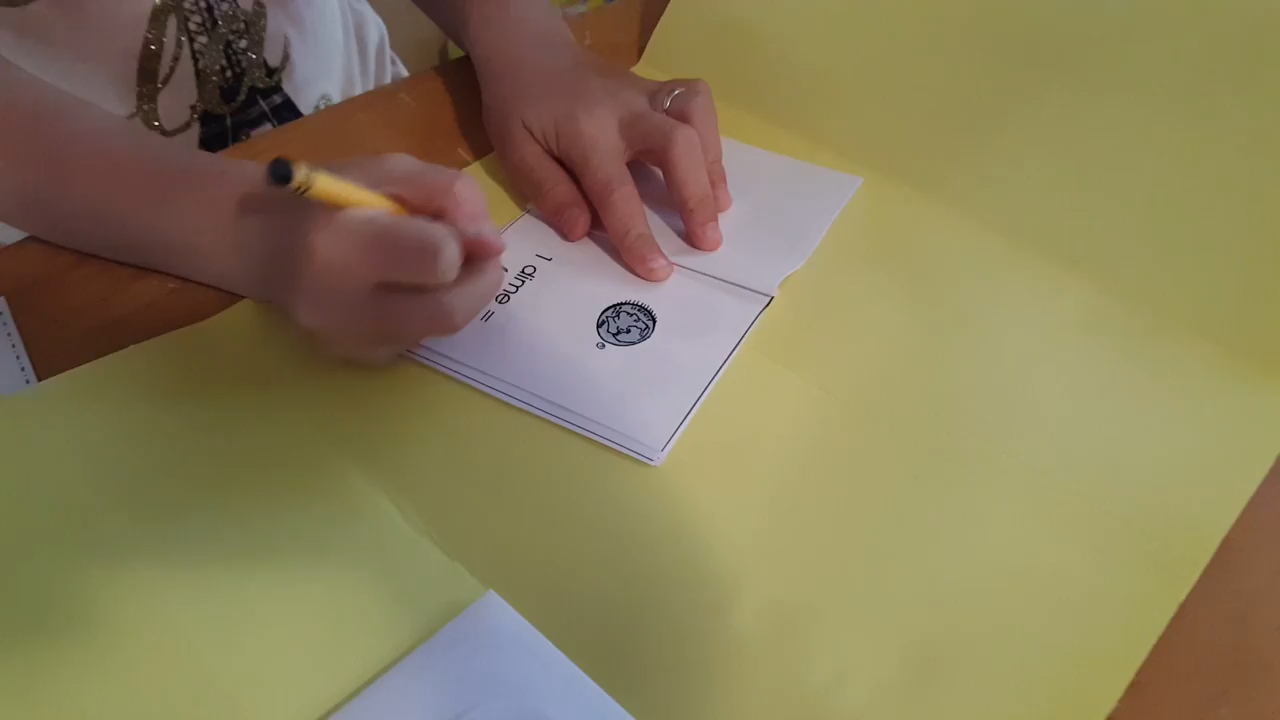 1 dime =